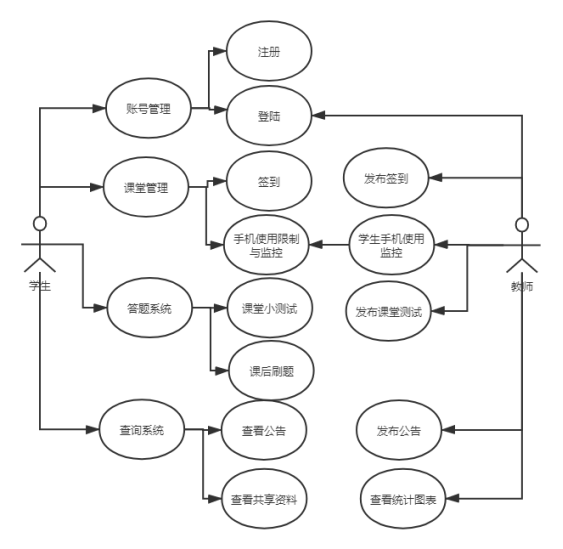 注册
账号管理
登陆
课堂管理
签到
发布签到
手机使用限制
与监控
学生手机使用
监控
学生
教师
答题系统
课堂小测试
发布课堂测试
课后刷题
查询系统
查看公告
发布公告
查看共享资料
查看统计图表